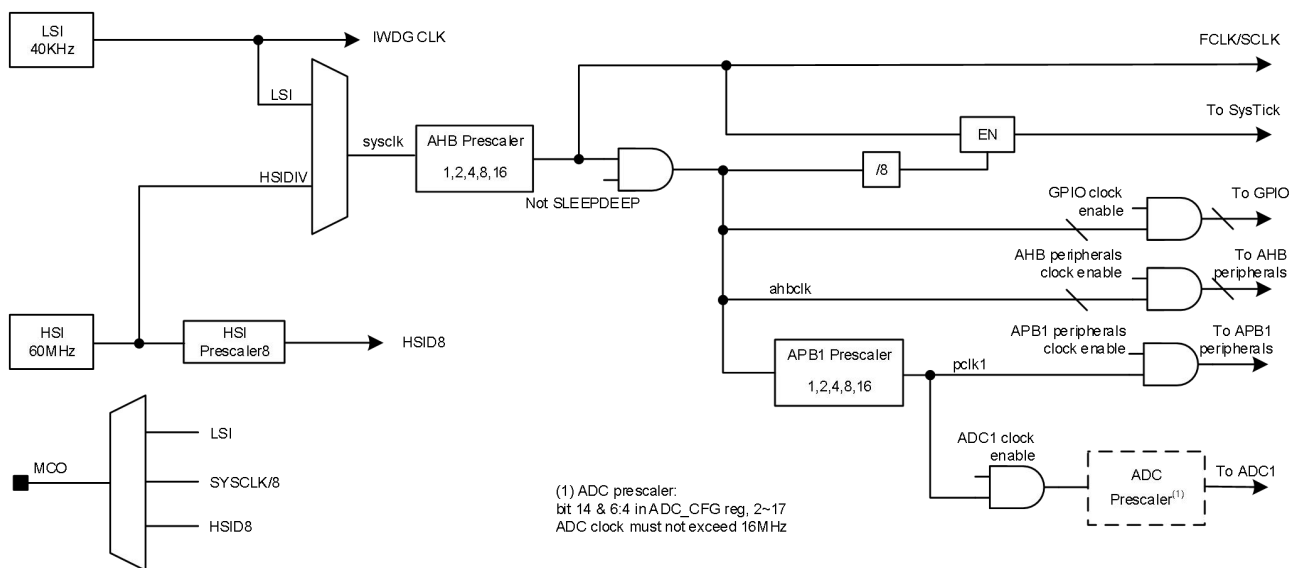 LSI
40KHz
IWDG CLK
FCLK/SCLK
LSI
To SysTick
sysclk
AHB Prescaler
1,2,4,8,16
EN
/8
HSIDIV
Not SLEEPDEEP
GPIO clock
enable
To GPIO
AHB peripherals
clock enable
To AHB
peripherals
ahbclk
HSI
60MHz
HSI
Prescaler8
HSID8
APB1 peripherals
clock enable
To APB1
peripherals
APB1 Prescaler
1,2,4,8,16
pclk1
LSI
MCO
SYSCLK/8
HSID8
ADC1 clock
enable
ADC
Prescaler(1)
To ADC1
(1) ADC prescaler:
bit 14 & 6:4 in ADC_CFG reg, 2~17
ADC clock must not exceed 16MHz